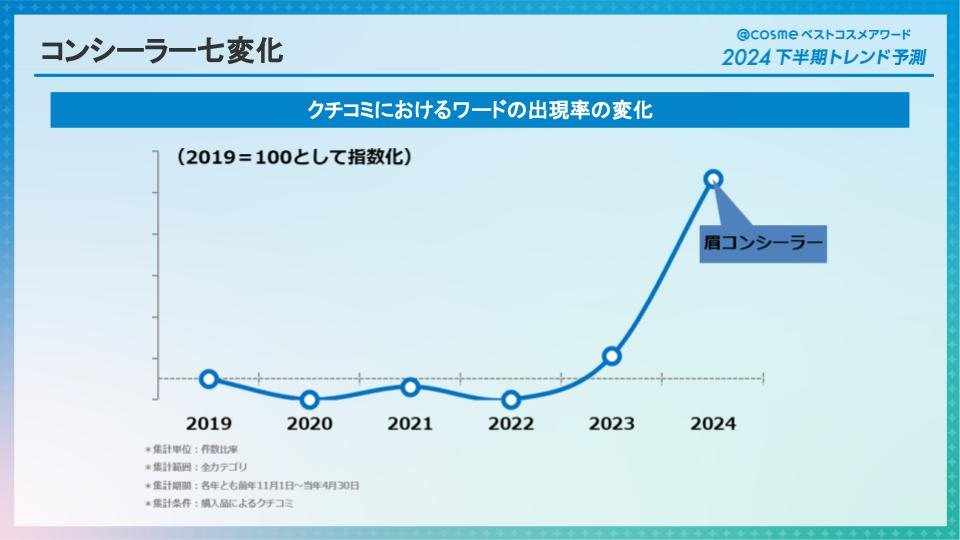 コンシーラー七変化
@cosme ベストコスメアワード
2024 下半期トレンド予測
クチコミにおけるワードの出現率の変化
（2019＝100として指数化）
眉コンシーラー
2019 2020 2021 2022 2023 2024
＊集計単位：件数比率
＊集計範囲：全カテゴリ
＊集計期間：各年とも前年11月1日～当年4月30日
＊集計条件：購入品によるクチコミ